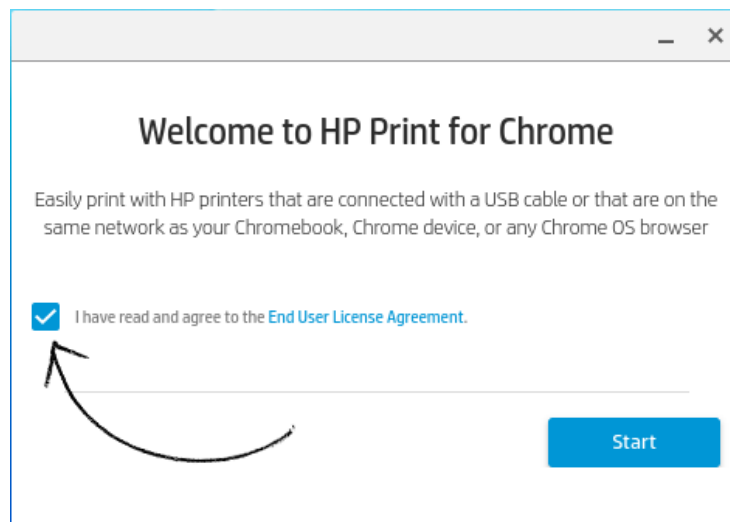 Welcome to HP Print for Chrome
Easily print with HP printers that are connected with a USB cable or that are on the
same network as your Chromebook, Chrome device, or any Chrome OS browser
I have read and agree to the End User License Agreement.
Start